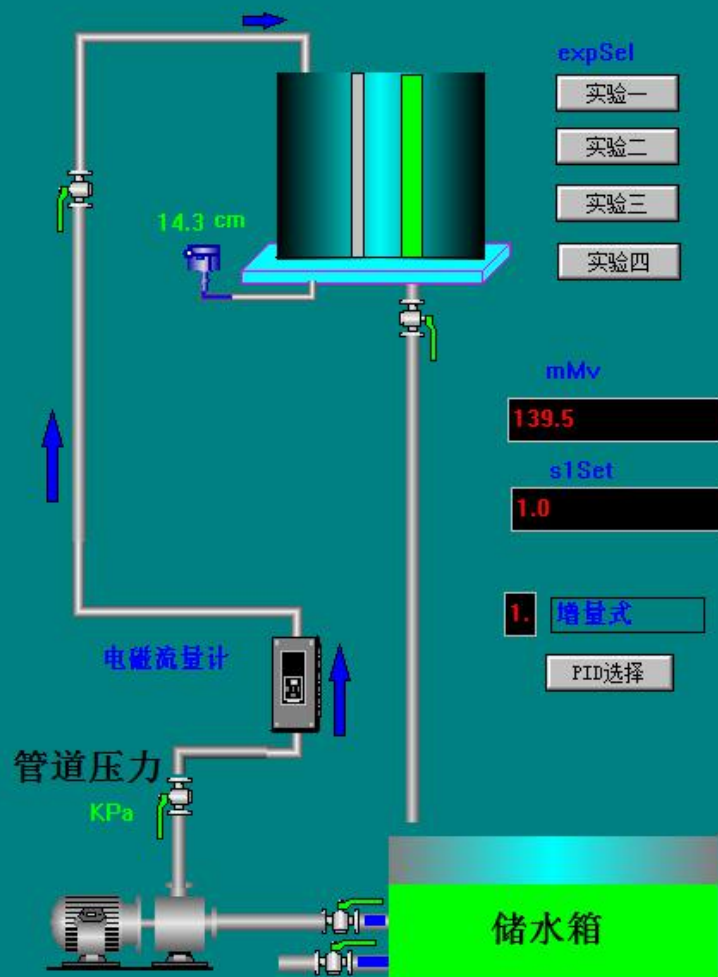 expSel
实验一
实验二
实验三
实验四
14.3 cm
mMv
139.5
s1Set
1.0
1.
增量式
PID选择
电磁流量计
管道压力
KPa
储水箱